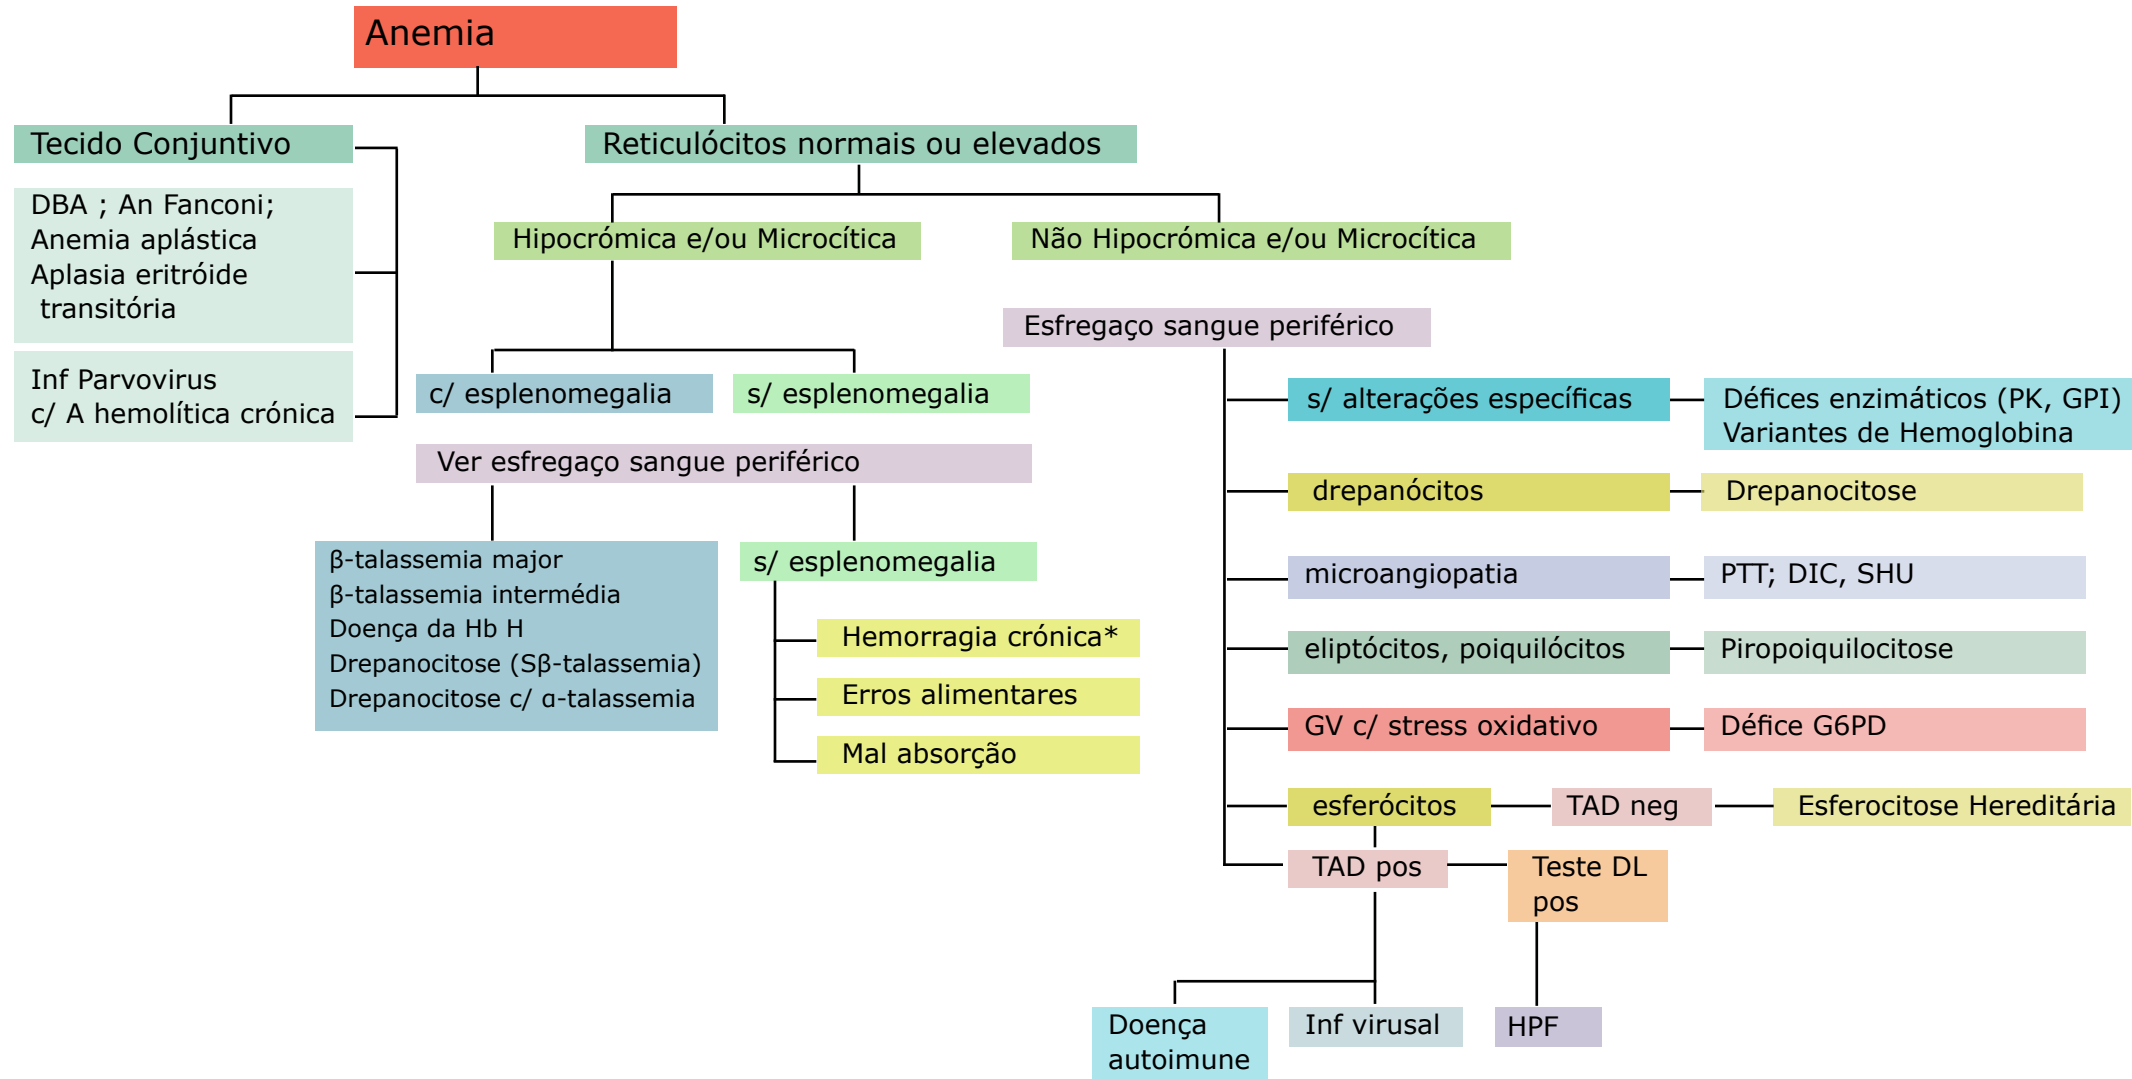 Anemia
Tecido Conjuntivo
Reticulócitos normais ou elevados
DBA ; An Fanconi;
Anemia aplástica
Aplasia eritróide
transitória
Inf Parvovirus
c/ A hemolítica crónica
Hipocrómica e/ou Microcítica
Não Hipocrómica e/ou Microcítica
Esfregaço sangue periférico
c/ esplenomegalia
s/ esplenomegalia
Ver esfregaço sangue periférico
β-talassemia major
β-talassemia intermédia
Doença da Hb H
Drepanocitose (Sβ-talassemia)
Drepanocitose c/ α-talassemia
s/ esplenomegalia
Hemorragia crónica*
Erros alimentares
Mal absorção
s/ alterações específicas
Défices enzimáticos (PK, GPI)
Variantes de Hemoglobina
drepanócitos
Drepanocitose
microangiopatia
PTT; DIC, SHU
eliptócitos, poiquilócitos
Piropoiquilocitose
GV c/ stress oxidativo
Défice G6PD
esferócitos
TAD neg
Esferocitose Hereditária
TAD pos
Teste DL
pos
Doença
autoimune
Inf virusal
HPF